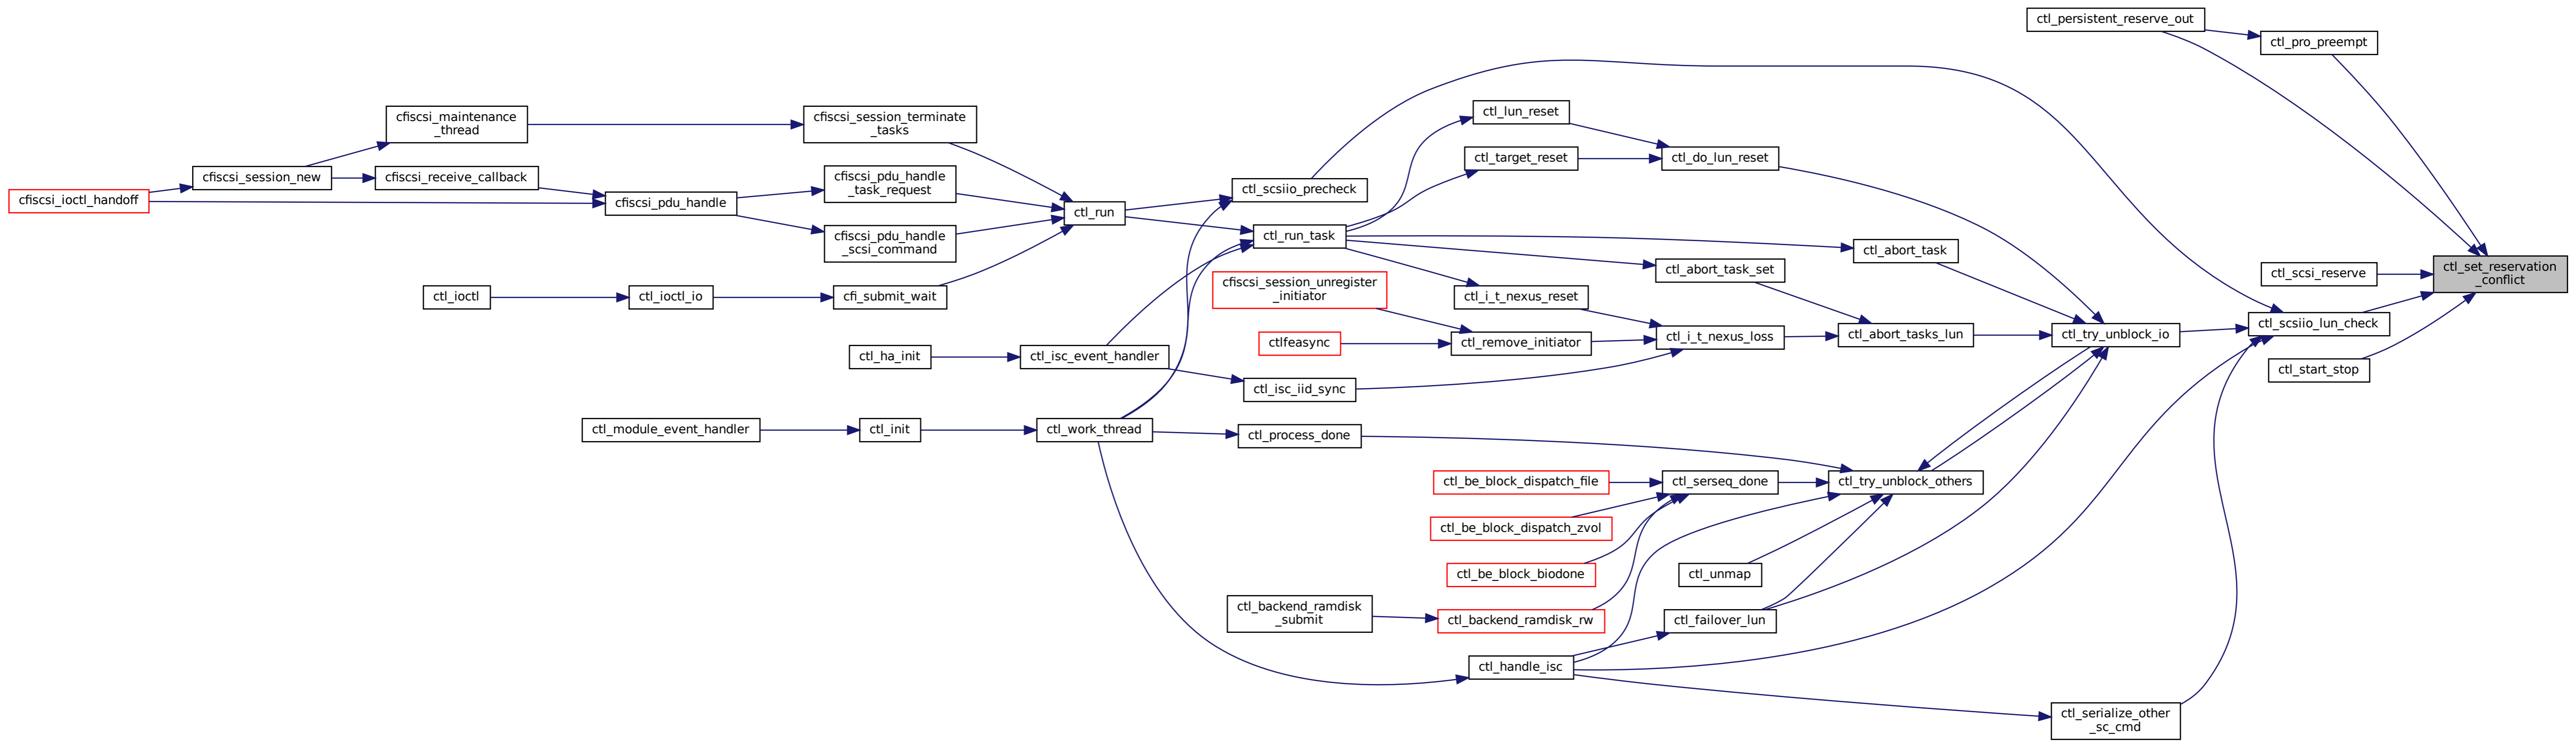 ctl_persistent_reserve_out
ctl_pro_preempt
ctl_lun_reset
cfiscsi_maintenance
_thread
cfiscsi_session_terminate
_tasks
ctl_target_reset
ctl_do_lun_reset
cfiscsi_session_new
cfiscsi_receive_callback
cfiscsi_pdu_handle
_task_request
ctl_scsiio_precheck
cfiscsi_ioctl_handoff
cfiscsi_pdu_handle
ctl_run
cfiscsi_pdu_handle
_scsi_command
ctl_run_task
ctl_abort_task
ctl_abort_task_set
ctl_scsi_reserve
ctl_set_reservation
_conflict
cfiscsi_session_unregister
_initiator
ctl_ioctl
ctl_ioctl_io
cfi_submit_wait
ctl_i_t_nexus_reset
ctl_scsiio_lun_check
ctl_i_t_nexus_loss
ctl_abort_tasks_lun
ctl_try_unblock_io
ctlfeasync
ctl_remove_initiator
ctl_ha_init
ctl_isc_event_handler
ctl_start_stop
ctl_isc_iid_sync
ctl_module_event_handler
ctl_init
ctl_work_thread
ctl_process_done
ctl_be_block_dispatch_file
ctl_serseq_done
ctl_try_unblock_others
ctl_be_block_dispatch_zvol
ctl_be_block_biodone
ctl_unmap
ctl_backend_ramdisk
_submit
ctl_backend_ramdisk_rw
ctl_failover_lun
ctl_handle_isc
ctl_serialize_other
_sc_cmd